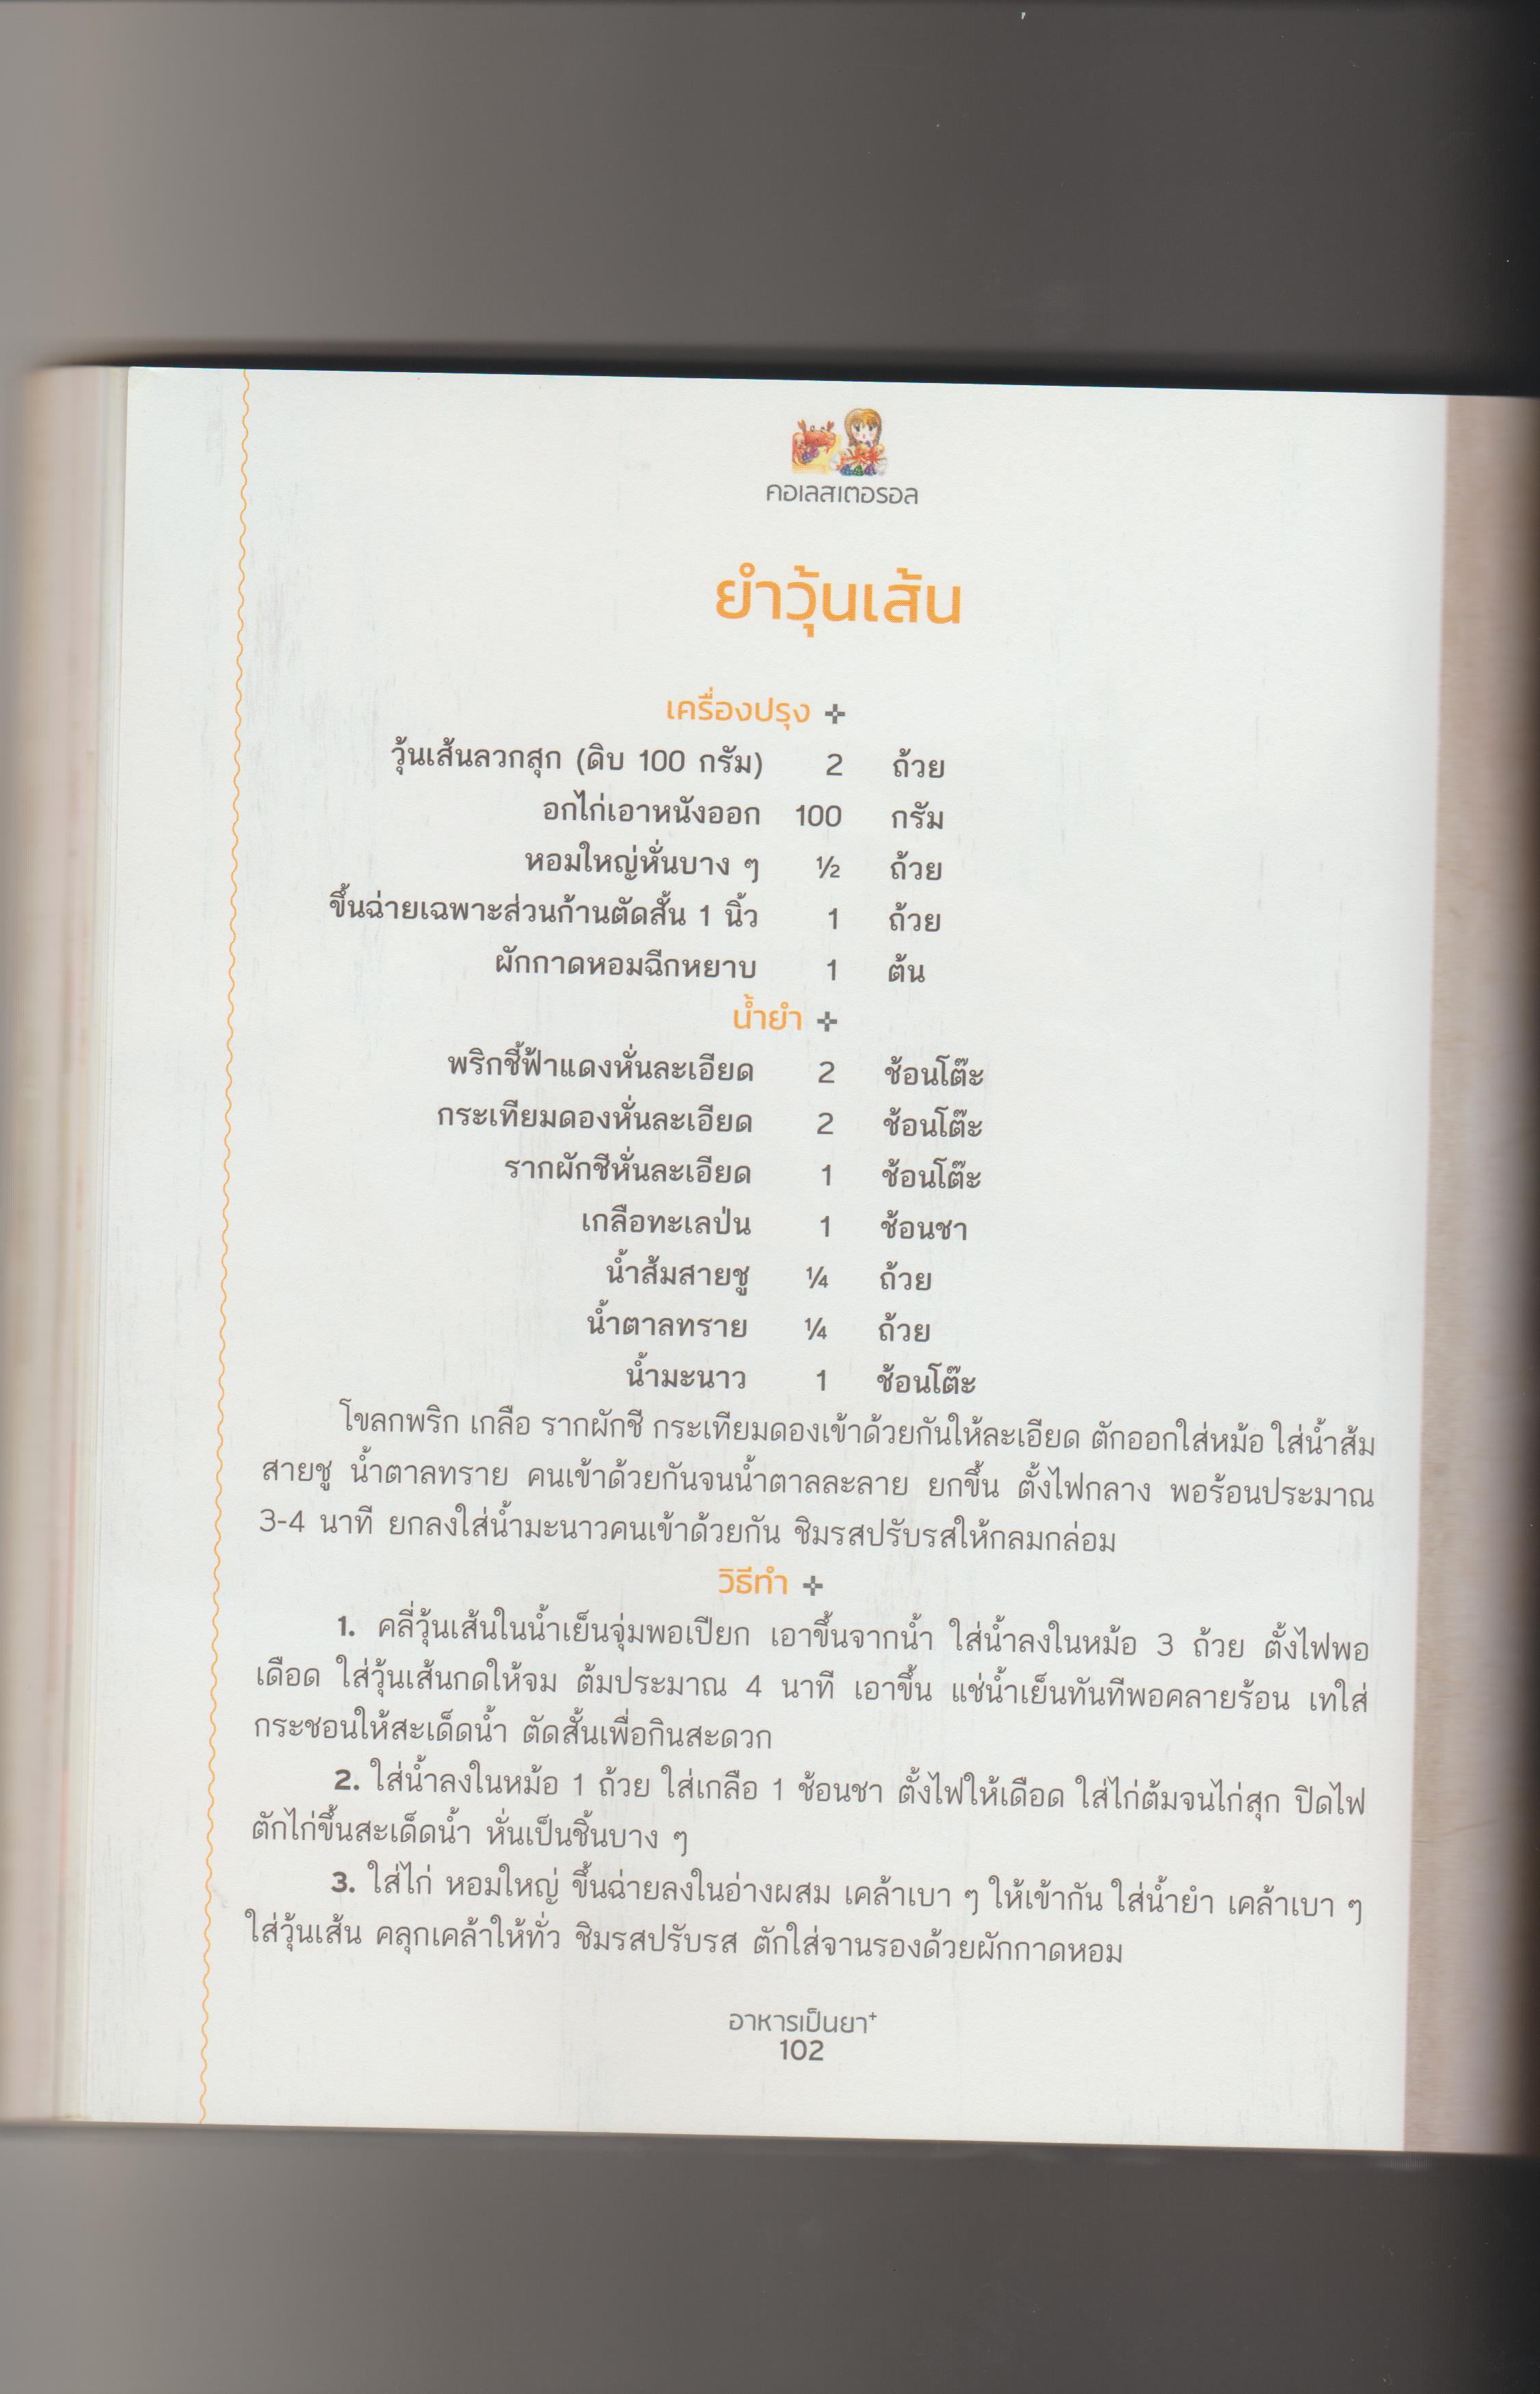 คอเลสเตอรอล
ยำวุ้นเส้น
เครื่องปรุง
วุ้นเส้นลวกสุก (ดิบ 100 กรัม) 2 ถ้วย
อกไก่เอาหนังออก 100 กรัม
หอมใหญ่หั่นบาง ๆ ½ ถ้วย
ขึ้นฉ่ายเฉพาะส่วนก้านตัดสั้น 1 นิ้ว 1 ถ้วย
ผักกาดหอมฉีกหยาบ 1 ต้น
น้ำยำ
พริกชี้ฟ้าแดงหั่นละเอียด 2 ช้อนโต๊ะ
กระเทียมดองหั่นละเอียด 2 ช้อนโต๊ะ
รากผักชีหั่นละเอียด 1 ช้อนโต๊ะ
เกลือทะเลป่น 1 ช้อนชา
น้ำส้มสายชู ¼ ถ้วย
น้ำตาลทราย ¼ ถ้วย
น้ำมะนาว 1 ช้อนโต๊ะ
โขลกพริก เกลือ รากผักชี กระเทียมดองเข้าด้วยกันให้ละเอียด ตักออกใส่หม้อ ใส่น้ำส้ม
สายชู น้ำตาลทราย คนเข้าด้วยกันจนน้ำตาลละลาย ยกขึ้น ตั้งไฟกลาง พอร้อนประมาณ
3-4 นาที ยกลงใส่น้ำมะนาวคนเข้าด้วยกัน ชิมรสปรับรสให้กลมกล่อม
วิธีทำ
1. คลี่วุ้นเส้นในน้ำเย็นจุ่มพอเปียก เอาขึ้นจากน้ำ ใส่น้ำลงในหม้อ 3 ถ้วย ตั้งไฟพอ
เดือด ใส่วุ้นเส้นกดให้จม ต้มประมาณ 4 นาที เอาขึ้น แช่น้ำเย็นทันทีพอคลายร้อน เทใส่
กระชอนให้สะเด็ดน้ำ ตัดสั้นเพื่อกินสะดวก
2. ใส่น้ำลงในหม้อ 1 ถ้วย ใส่เกลือ 1 ช้อนชา ตั้งไฟให้เดือด ใส่ไก่ต้มจนไก่สุก ปิดไฟ
ตักไก่ขึ้นสะเด็ดน้ำ หั่นเป็นชิ้นบาง ๆ
3. ใส่ไก่ หอมใหญ่ ขึ้นฉ่ายลงในอ่างผสม เคล้าเบา ๆ ให้เข้ากัน ใส่น้ำยำ เคล้าเบา ๆ
ใส่วุ้นเส้น คลุกเคล้าให้ทั่ว ชิมรสปรับรส ตักใส่จานรองด้วยผักกาดหอม
อาหารเป็นยา+
102